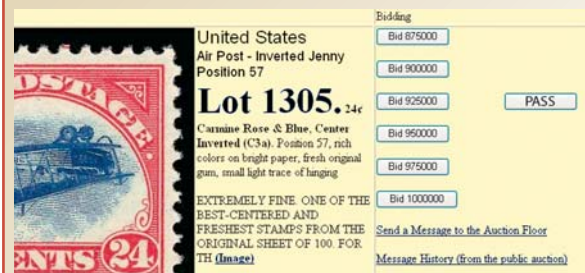 Bidding
United States
Air Post - Inverted Jenny
Position 57
Lot 1305. 24c
Carmine Rose & Blue, Center
Inverted (C3a). Position 57, rich
colors on bright paper, fresh original
gum, small light trace of hinging
EXTREMELY FINE. ONE OF THE
BEST-CENTERED AND
FRESHEST STAMPS FROM THE
ORIGINAL SHEET OF 100. FOR
TH (Image)
Bid 875000
Bid 900000
Bid 925000
PASS
Bid 950000
Bid 975000
Bid 1000000
Send a Message to the Auction Floor
Message History (from the public auction)
POSTAGE
CENTS 24